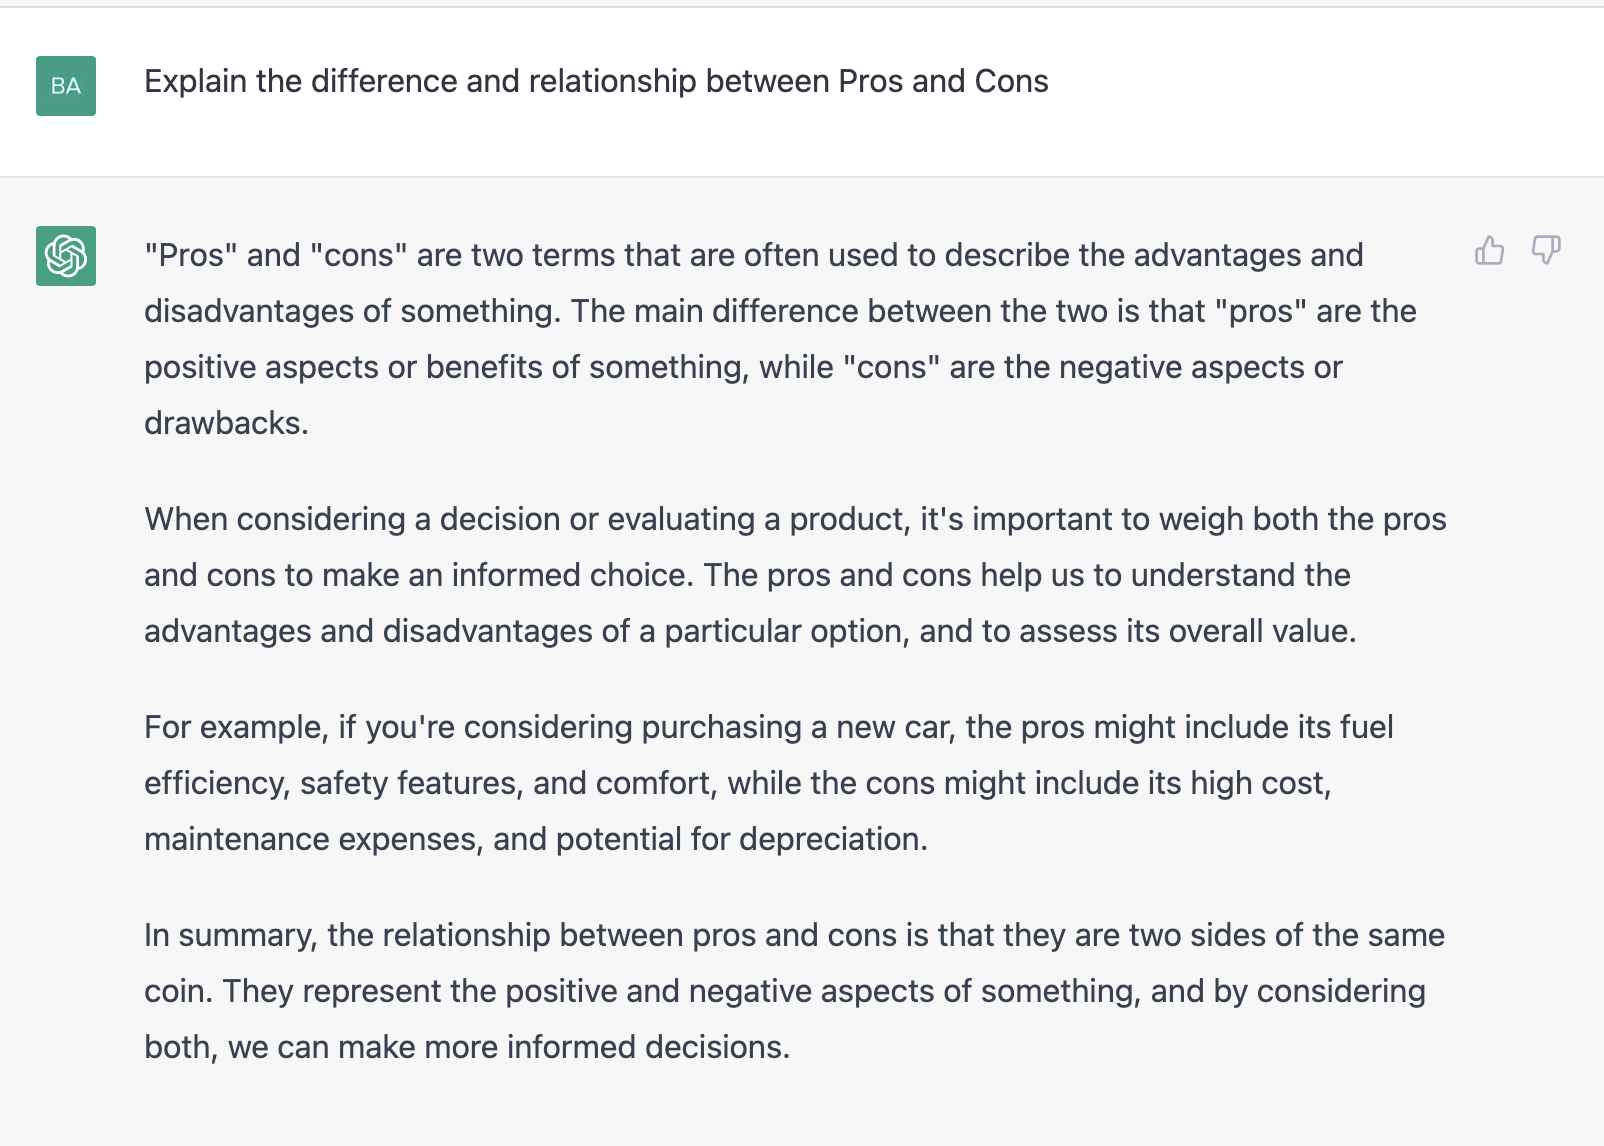 BA
Explain the difference and relationship between Pros and Cons
"Pros" and "cons" are two terms that are often used to describe the advantages and
disadvantages of something. The main difference between the two is that "pros" are the
positive aspects or benefits of something, while "cons" are the negative aspects or
drawbacks.
When considering a decision or evaluating a product, it's important to weigh both the pros
and cons to make an informed choice. The pros and cons help us to understand the
advantages and disadvantages of a particular option, and to assess its overall value.
For example, if you're considering purchasing a new car, the pros might include its fuel
efficiency, safety features, and comfort, while the cons might include its high cost,
maintenance expenses, and potential for depreciation.
In summary, the relationship between pros and cons is that they are two sides of the same
coin. They represent the positive and negative aspects of something, and by considering
both, we can make more informed decisions.